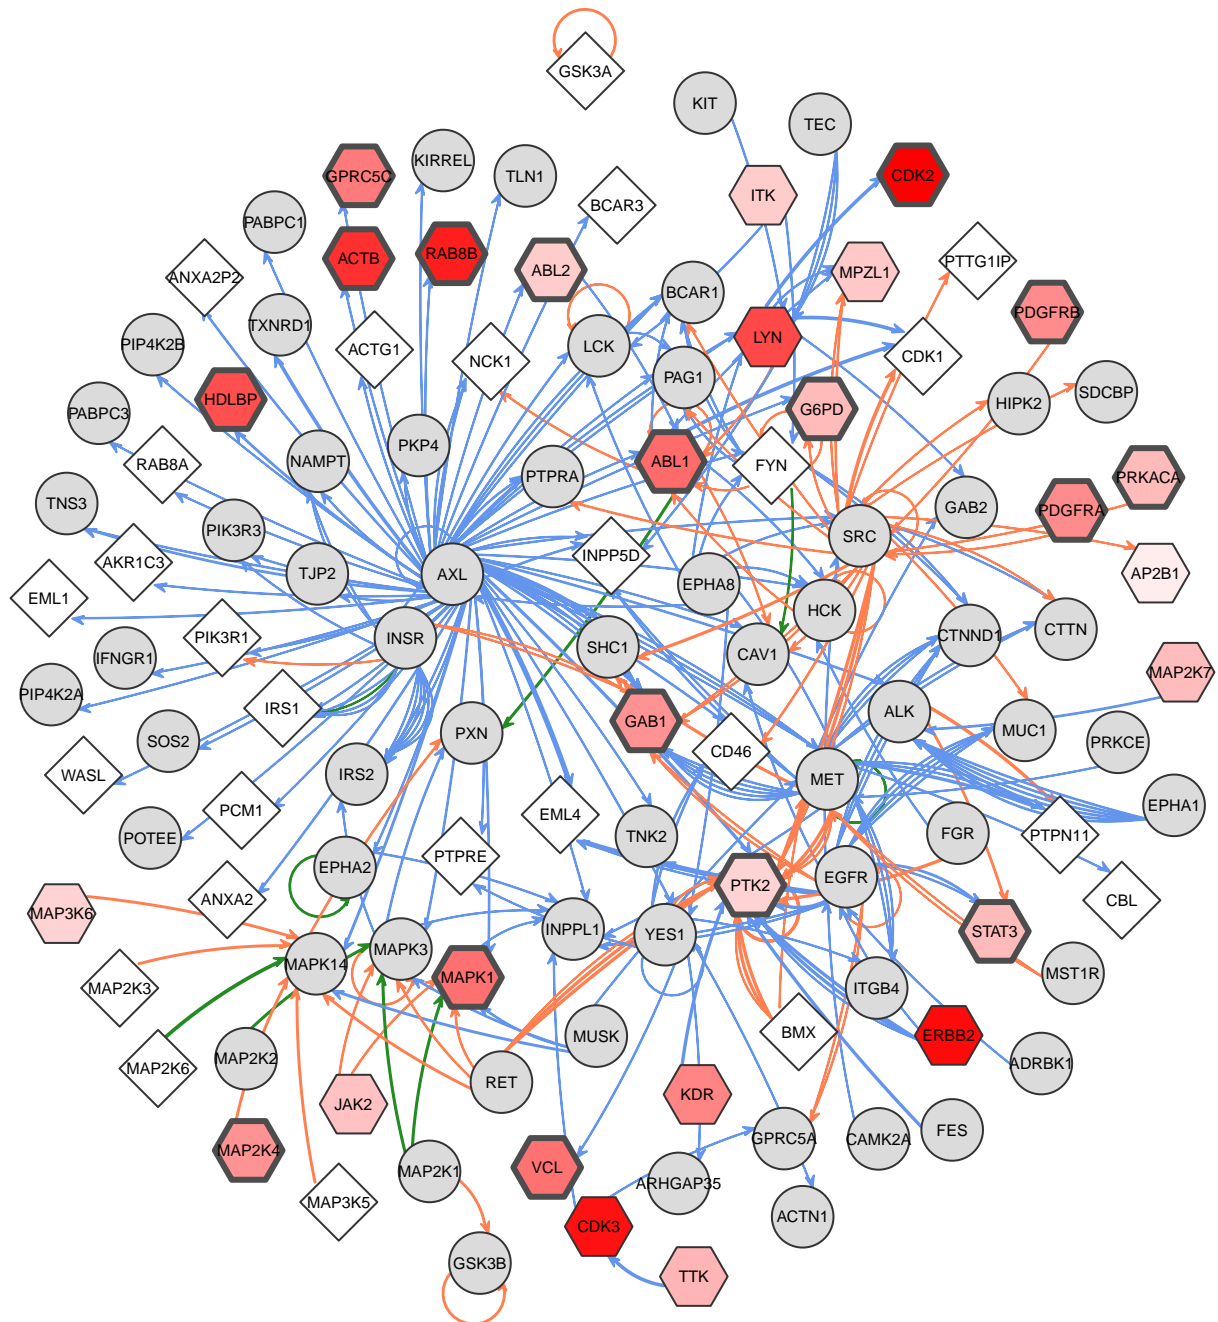 GSK3A
KIT
TEC
KIRREL
GPRC5C
TLN1
CDK2
ITK
BCAR3
PABPC1
ACTB
RAB8B
ABL2
MPZL1
PTTG1IP
ANXA2P2
BCAR1
PDGFRB
TXNRD1
LYN
PIP4K2B
ACTG1
NCK1
LCK
CDK1
PAG1
SDCBP
HDLBP
HIPK2
PABPC3
G6PD
PKP4
NAMPT
ABL1
FYN
RAB8A
PTPRA
PRKACA
TNS3
GAB2
PDGFRA
PIK3R3
SRC
INPP5D
AKR1C3
TJP2
AXL
AP2B1
EPHA8
EML1
HCK
CTNND1
CTTN
PIK3R1
INSR
SHC1
CAV1
IFNGR1
MAP2K7
PIP4K2A
IRS1
ALK
GAB1
PXN
MUC1
SOS2
PRKCE
CD46
WASL
IRS2
MET
EPHA1
PCM1
EML4
FGR
PTPN11
POTEE
TNK2
PTPRE
EPHA2
EGFR
PTK2
ANXA2
CBL
MAP3K6
INPPL1
YES1
STAT3
MAPK3
MAPK14
MAPK1
MST1R
MAP2K3
ITGB4
BMX
ERBB2
MUSK
MAP2K2
ADRBK1
MAP2K6
RET
KDR
JAK2
FES
GPRC5A
CAMK2A
MAP2K4
VCL
MAP2K1
ARHGAP35
MAP3K5
ACTN1
CDK3
GSK3B
TTK